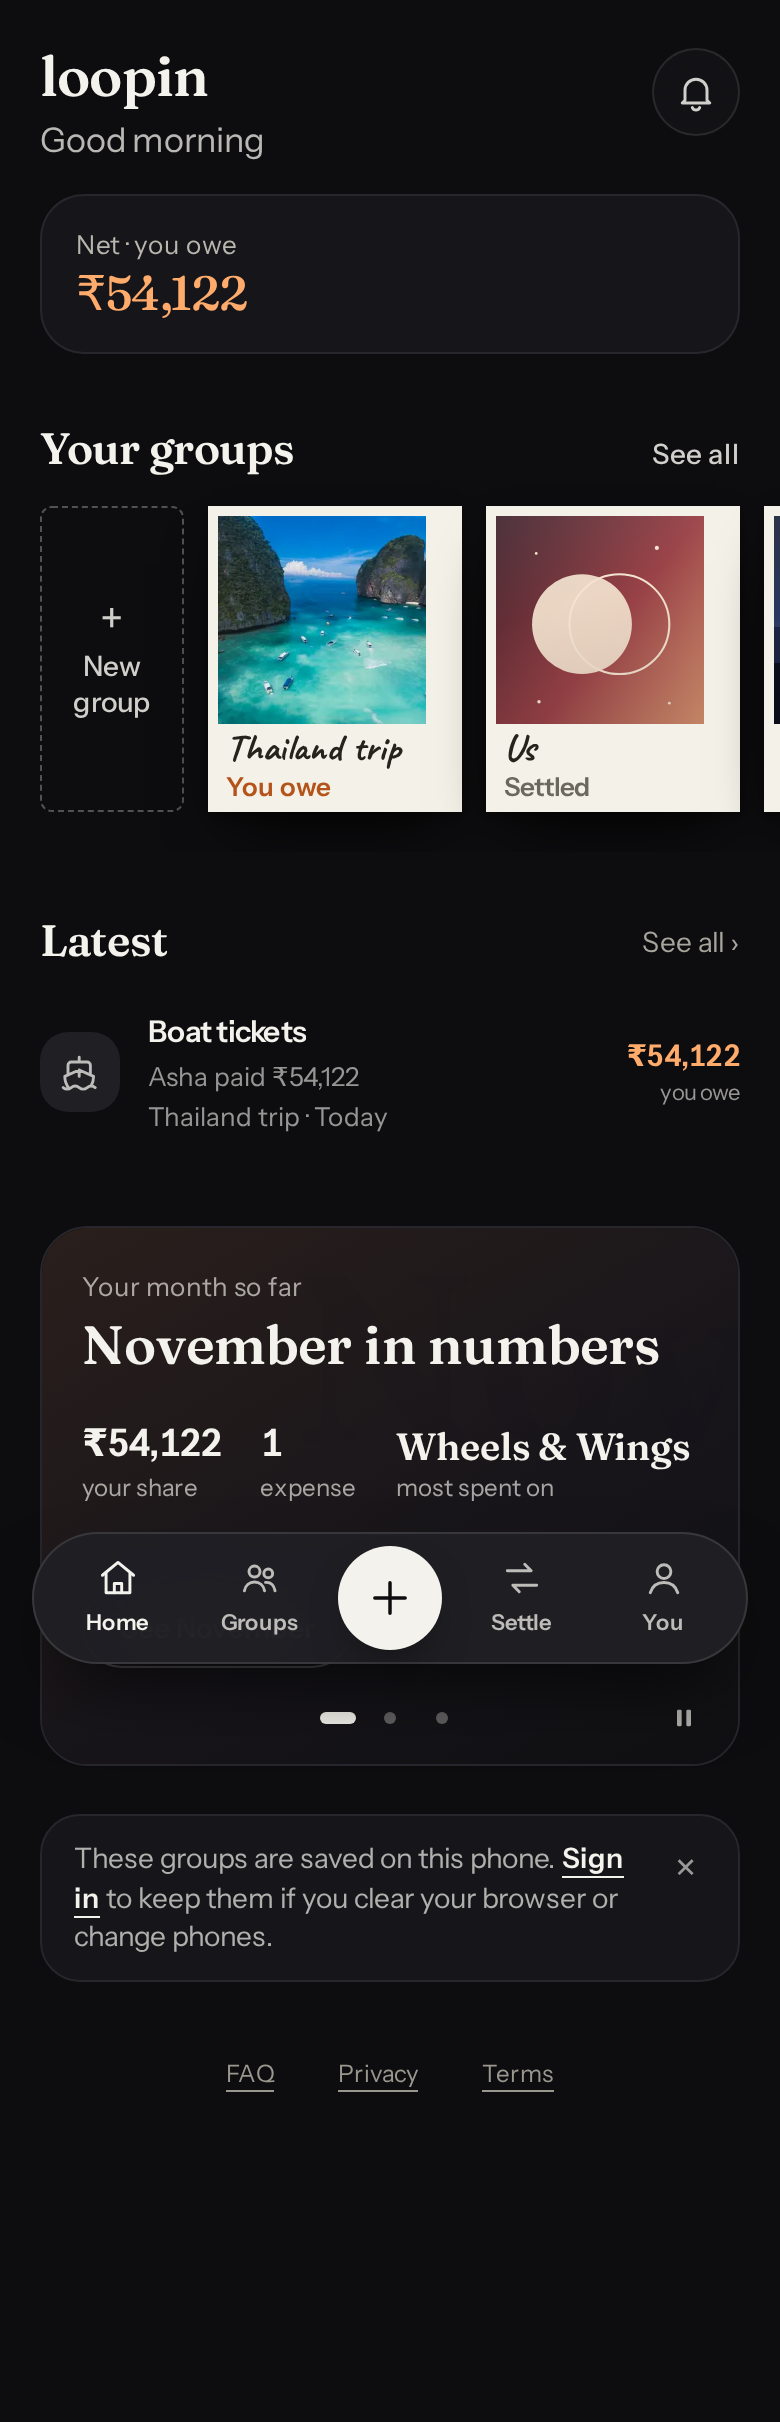 loopin
Good morning
Net · you owe
₹54,122
Your groups
See all
+
New
group
Thailand trip
You owe
Us
Settled
Latest
See all ›
Boat tickets
Asha paid ₹54,122
Thailand trip · Today
₹54,122
you owe
Your month so far
November in numbers
₹54,122
your share
1
expense
Wheels & Wings
most spent on
Home
Groups
Settle
You
These groups are saved on this phone. Sign
in to keep them if you clear your browser or
change phones.
FAQ
Privacy
Terms